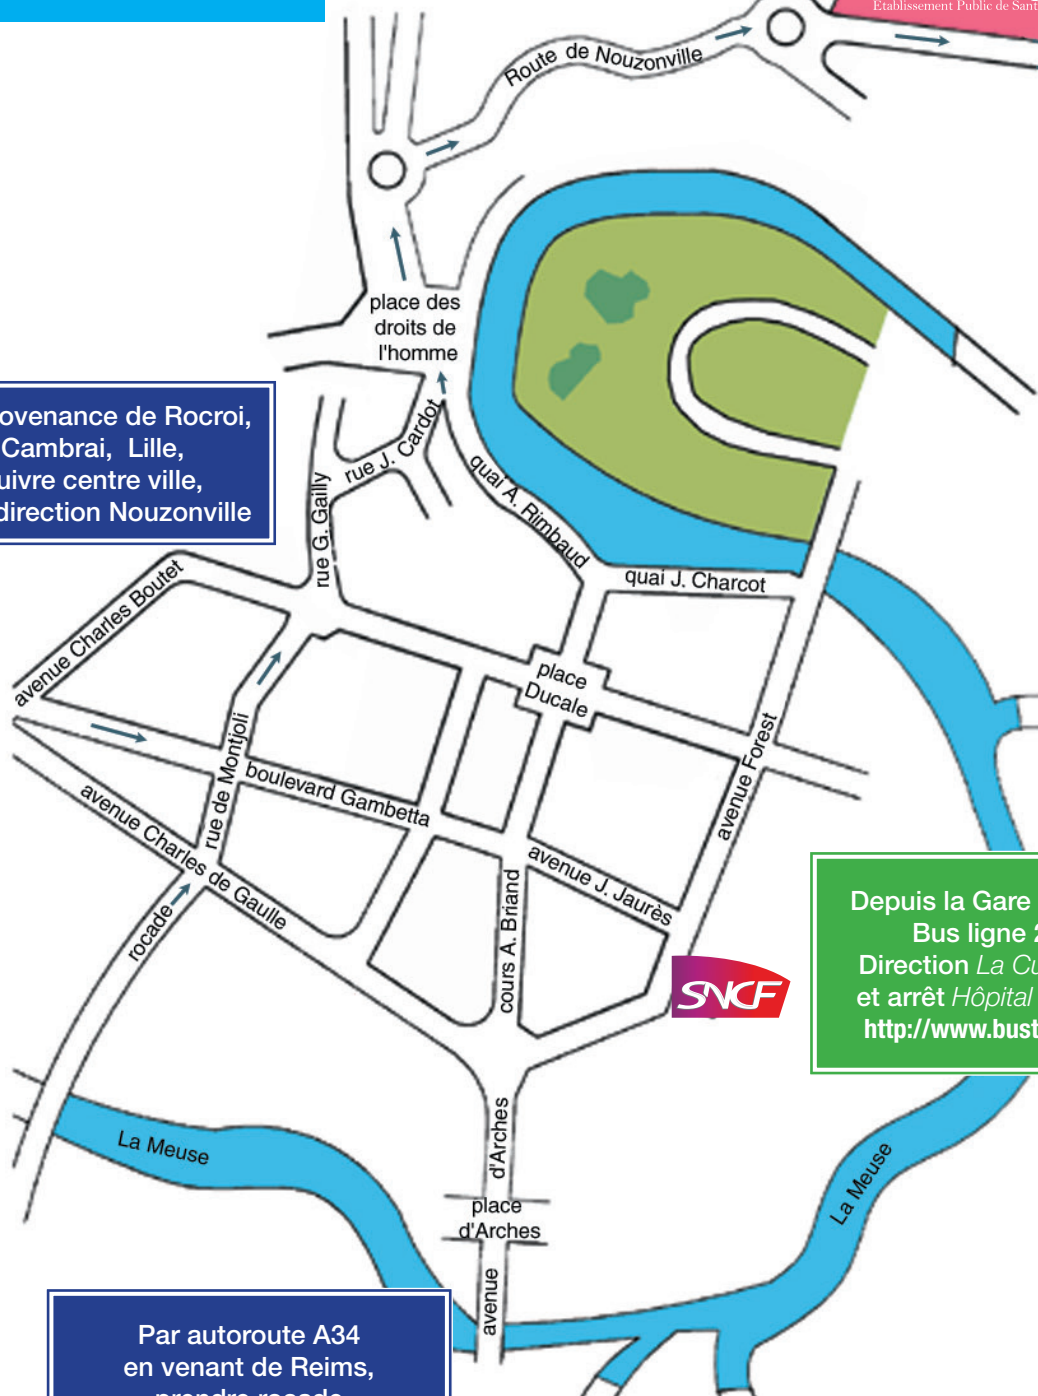 Etablissement Public de Sant
Route de Nouzonville
place des
droits de
l'homme
ovenance de Rocroi,
Cambrai, Lille,
uivre centre ville,
direction Nouzonville
rue J. Cardot
rue G. Gailly
quai A. Rimbaud
quai J. Charcot
avenue Charles Boutet
place
Ducale
rue de Montjoli
boulevard Gambetta
avenue Forest
avenue Charles de Gaulle
avenue J. Jaurès
cours A. Briand
rocade
SNCF
Depuis la Gare
Bus ligne 2
Direction La Cu
et arrêt Hôpital
http://www.bust
La Meuse
d'Arches
place
d'Arches
avenue
La Meuse
Par autoroute A34
en venant de Reims,
prendre rocade